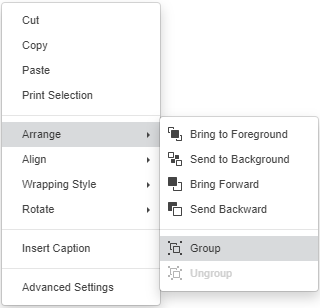 Cut
Copy
Paste
Print Selection
Arrange
Align
Wrapping Style
Rotate
Insert Caption
Advanced Settings
Bring to Foreground
Send to Background
Bring Forward
Send Backward
Group
Ungroup